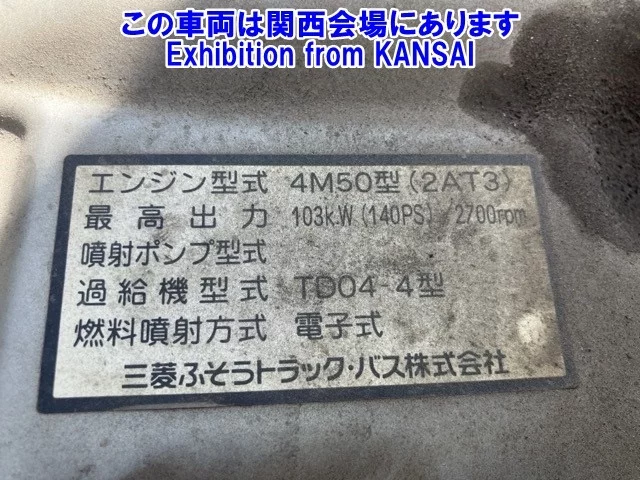 この車両は関西会場にあります
Exhibition from KANSAI
エンジン型式 4M50型(2AT3)
最高出力 103kW(140PS)/2700rpm
噴射ポンプ型式
過給機型式 TD04-4型
燃料噴射方式 電子式
三菱ふそうトラック・バス株式会社